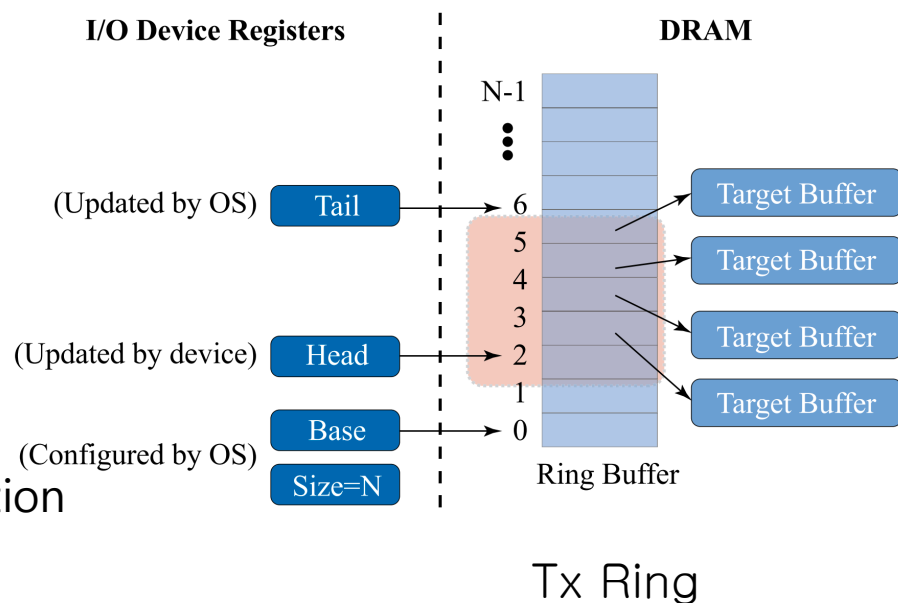 I/O Device Registers
DRAM
N-1
(Updated by OS)
Tail
6
5
4
3
2
1
0
Target Buffer
Target Buffer
Target Buffer
Target Buffer
(Updated by device)
Head
Base
(Configured by OS)
Size=N
Ring Buffer
tion
Tx Ring